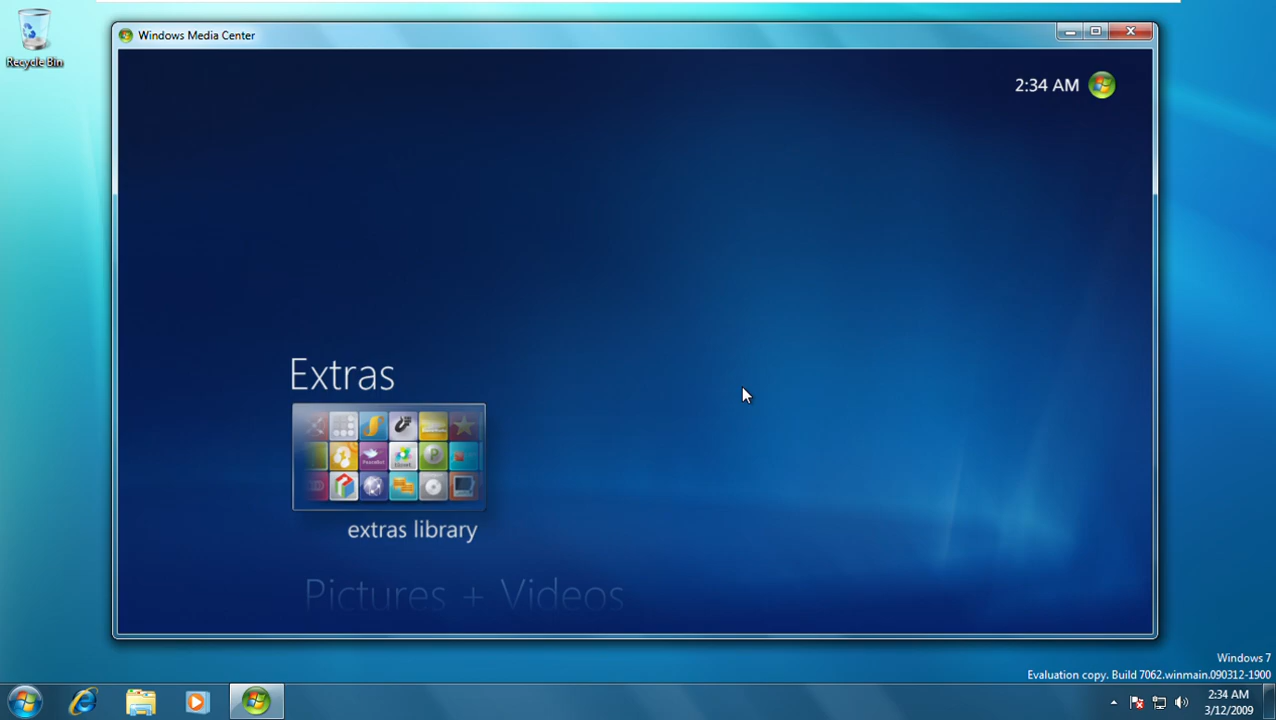 Recycle Bin
Windows Media Center
2:34 AM
Extras
extras library
Pictures + Videos
Windows 7
Evaluation copy. Build 7062.winmain.090312-1900
2:34 AM
3/12/2009